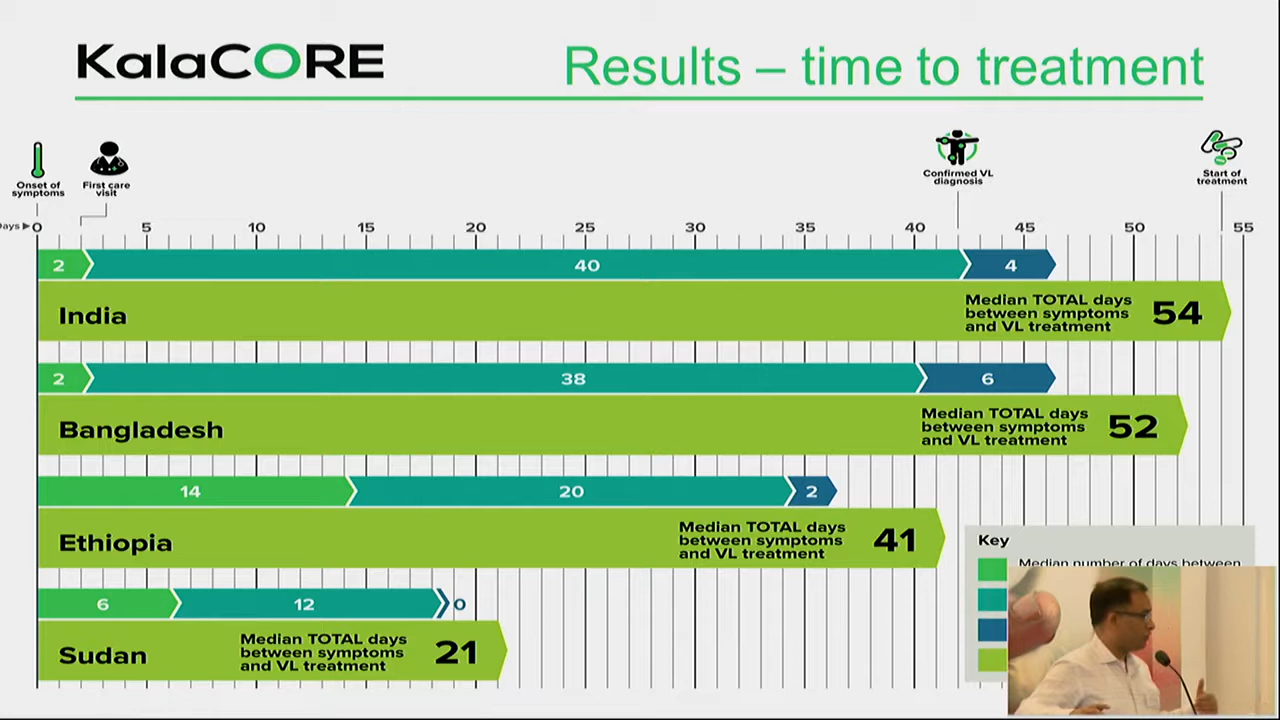 KalaCORE
Results – time to treatment
Onset of
symptoms
First care
visit
Confirmed VL
diagnosis
Start of
treatment
0 5 10 15 20 25 30 35 40 45 50 55
2 40 4
India
Median TOTAL days
between symptoms
and VL treatment
54
2 38 6
Bangladesh
Median TOTAL days
between symptoms
and VL treatment
52
14 20 2
Ethiopia
Median TOTAL days
between symptoms
and VL treatment
41
6 12 0
Sudan
Median TOTAL days
between symptoms
and VL treatment
21
Key
Median number of days between